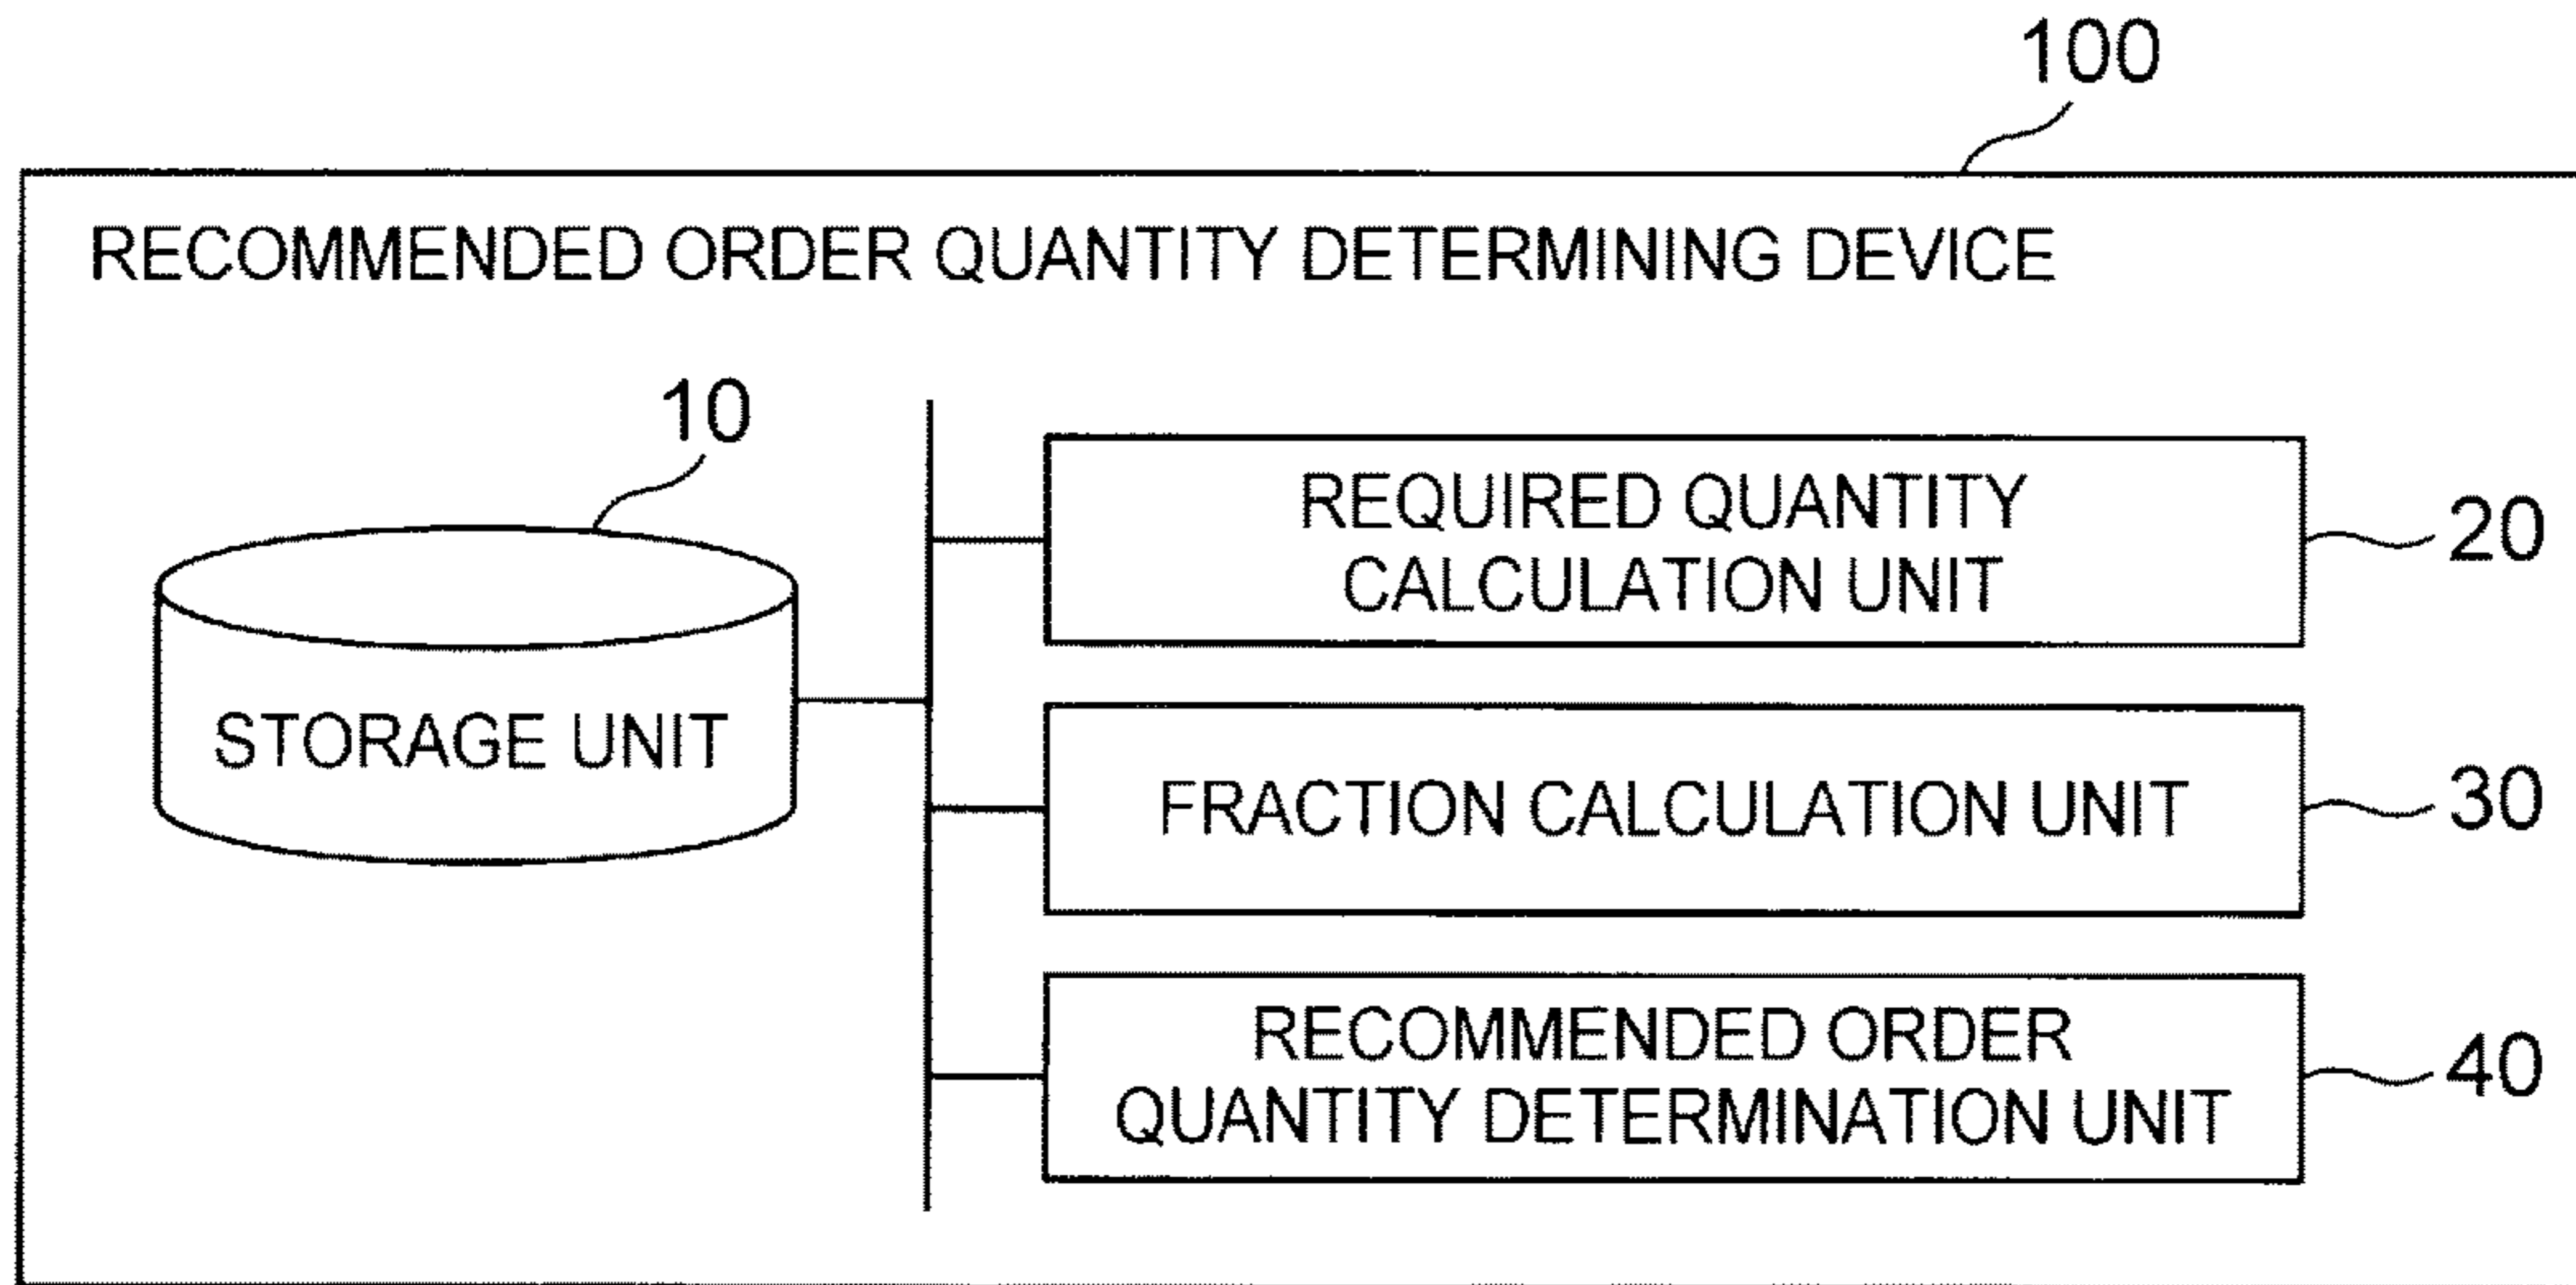 100
RECOMMENDED ORDER QUANTITY DETERMINING DEVICE
10
STORAGE UNIT
REQUIRED QUANTITY
CALCULATION UNIT
20
FRACTION CALCULATION UNIT
30
RECOMMENDED ORDER
QUANTITY DETERMINATION UNIT
40